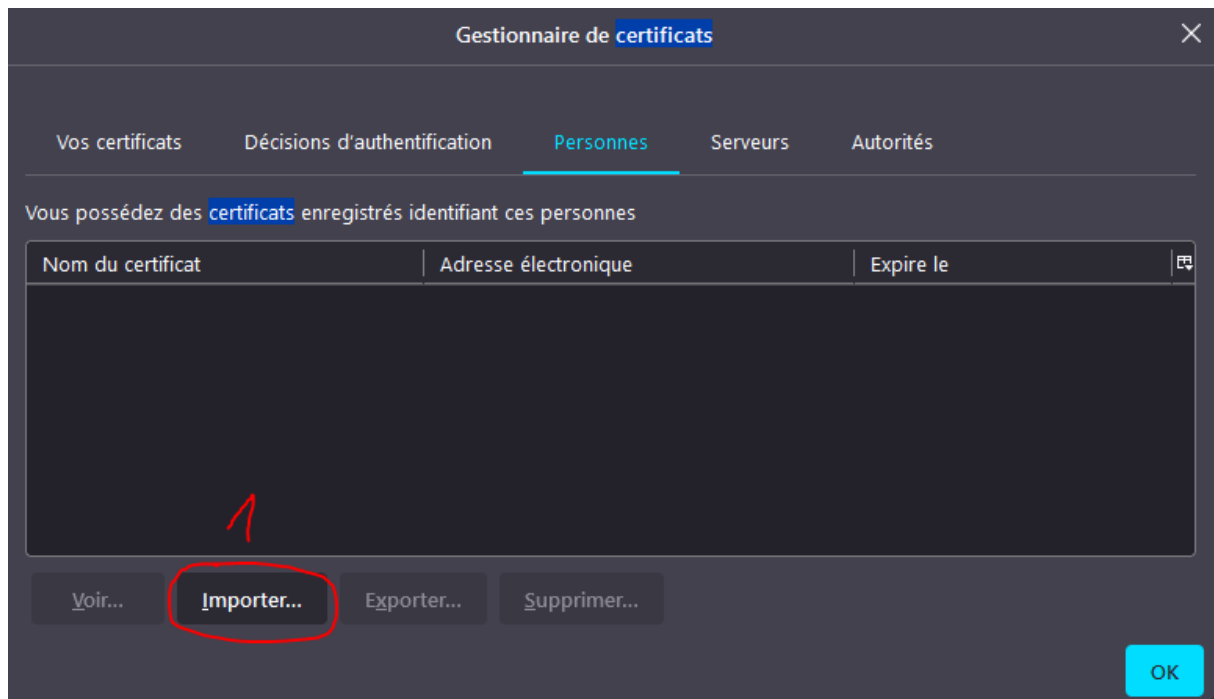 Gestionnaire de certificats
Vos certificats Décisions d'authentification Personnes Serveurs Autorités
Vous possédez des certificats enregistrés identifiant ces personnes
Nom du certificat Adresse électronique Expire le
1
Voir... Importer... Exporter... Supprimer...
OK